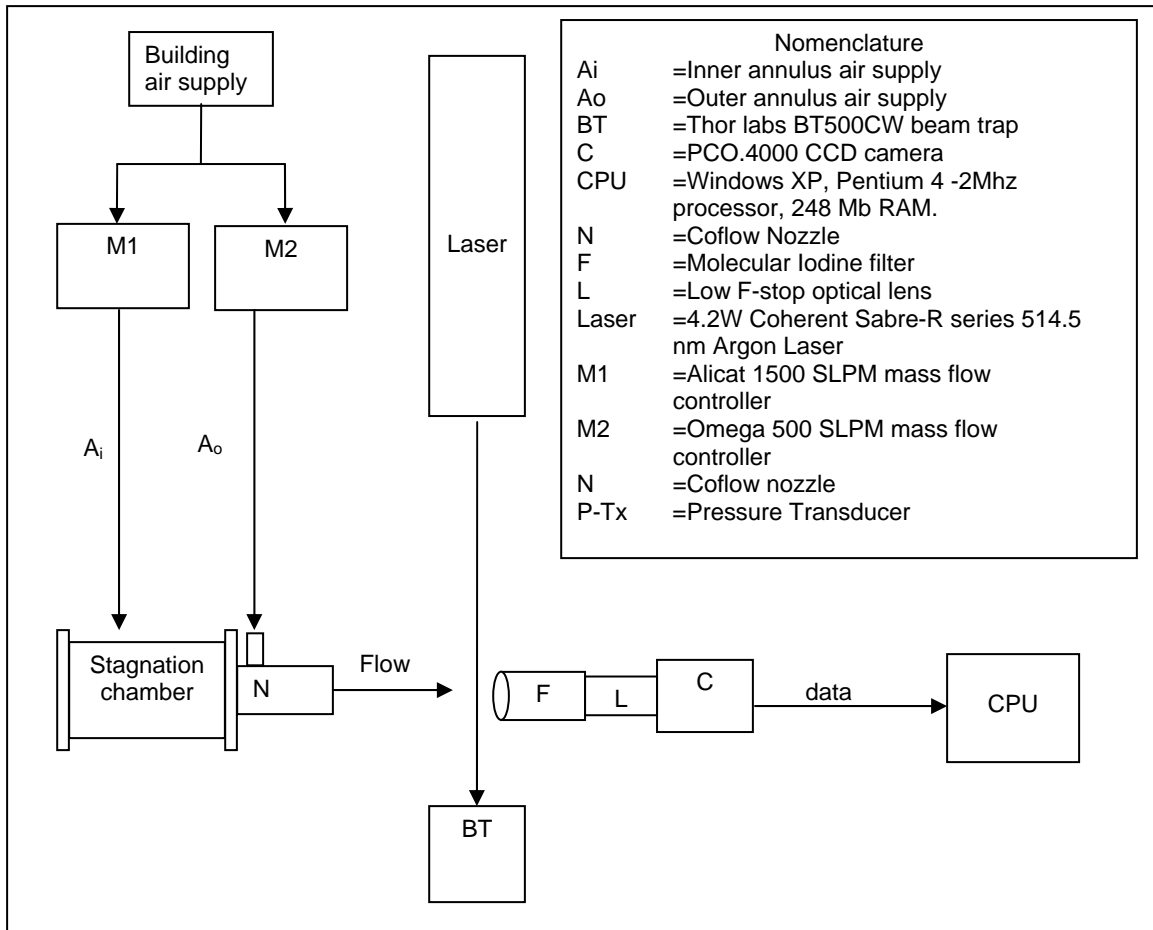 Building
air supply
M1
M2
Laser
Nomenclature
Ai =Inner annulus air supply
Ao =Outer annulus air supply
BT =Thor labs BT500CW beam trap
C =PCO.4000 CCD camera
CPU =Windows XP, Pentium 4 -2Mhz
processor, 248 Mb RAM.
N =Coflow Nozzle
F =Molecular Iodine filter
L =Low F-stop optical lens
Laser =4.2W Coherent Sabre-R series 514.5
nm Argon Laser
M1 =Alicat 1500 SLPM mass flow
controller
M2 =Omega 500 SLPM mass flow
controller
N =Coflow nozzle
P-Tx =Pressure Transducer
Ai
Ao
Stagnation
chamber
N
Flow
F
L
C
data
CPU
BT